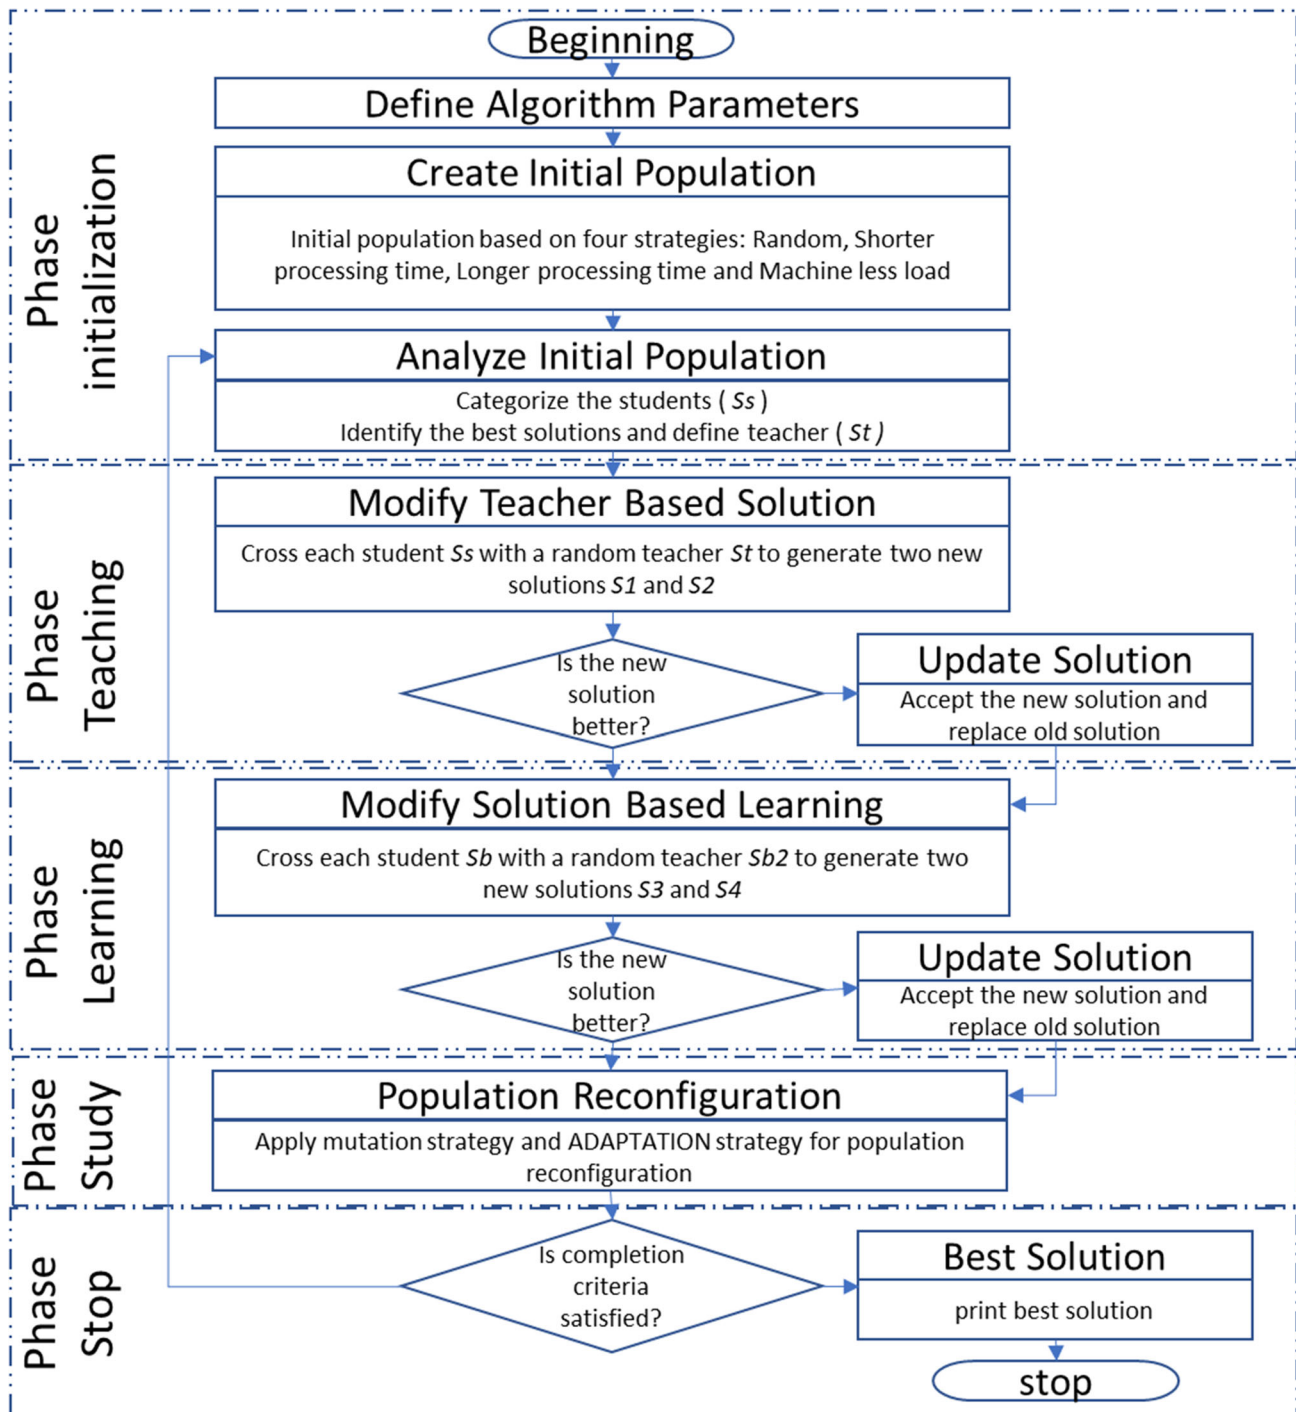 Beginning
Phase
initialization
Define Algorithm Parameters
Create Initial Population
Initial population based on four strategies: Random, Shorter
processing time, Longer processing time and Machine less load
Analyze Initial Population
Categorize the students ( Ss )
Identify the best solutions and define teacher ( St )
Phase
Teaching
Modify Teacher Based Solution
Cross each student Ss with a random teacher St to generate two new
solutions S1 and S2
Is the new
solution
better?
Update Solution
Accept the new solution and
replace old solution
Phase
Learning
Modify Solution Based Learning
Cross each student Sb with a random teacher Sb2 to generate two
new solutions S3 and S4
Is the new
solution
better?
Update Solution
Accept the new solution and
replace old solution
Phase
Study
Population Reconfiguration
Apply mutation strategy and ADAPTATION strategy for population
reconfiguration
Phase
Stop
Is completion
criteria
satisfied?
Best Solution
print best solution
stop